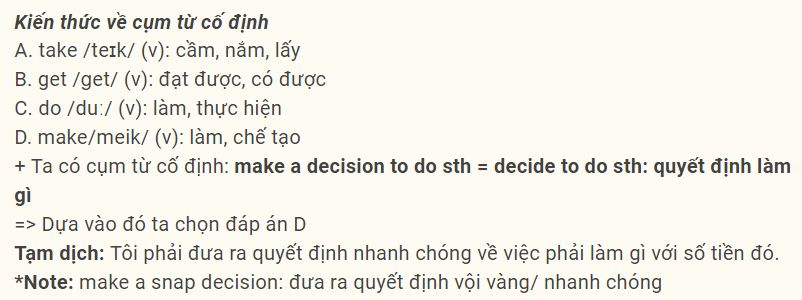 Kiến thức về cụm từ cố định
A. take /teɪk/ (v): cầm, nắm, lấy
B. get /get/ (v): đạt được, có được
C. do /duː/ (v): làm, thực hiện
D. make/meik/ (v): làm, chế tạo
+ Ta có cụm từ cố định: make a decision to do sth = decide to do sth: quyết định làm
gì
=> Dựa vào đó ta chọn đáp án D
Tạm dịch: Tôi phải đưa ra quyết định nhanh chóng về việc phải làm gì với số tiền đó.
*Note: make a snap decision: đưa ra quyết định vội vàng/ nhanh chóng